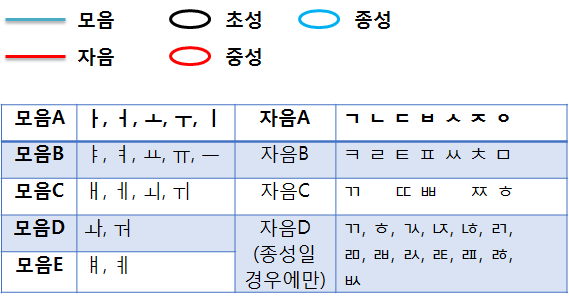 모음 초성 종성
자음 중성
모음A ㅏ, ㅓ, ㅗ, ㅜ, ㅣ 자음A ㄱ ㄴ ㄷ ㅂ ㅅ ㅈ ㅇ
모음B ㅑ, ㅕ, ㅛ, ㅠ, ㅡ 자음B ㅋ ㄹ ㅌ ㅍ ㅆ ㅊ ㅁ
모음C ㅐ, ㅔ, ㅚ, ㅟ 자음C ㄲ ㄸ ㅃ ㅉ ㅎ
모음D ㅘ, ㅝ 자음D ㄲ, ㅎ, ㄳ, ㄵ, ㄶ, ㄺ,
(종성일 ㄻ, ㄼ, ㄽ, ㄾ, ㄿ, ㅀ,
모음E ㅒ, ㅖ 경우에만) ㅄ